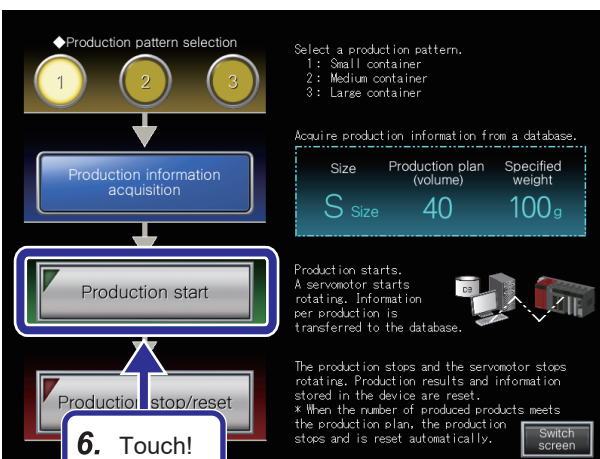 ◆Production pattern selection
1 2 3
Select a production pattern.
1: Small container
2: Medium container
3: Large container
Production information
acquisition
Acquire production information from a database.
Size Production plan Specified
(volume) weight
S Size 40 100g
Production start
Production starts.
A servomotor starts
rotating. Information
per production is
transferred to the database.
DB
Production stop/reset
The production stops and the servomotor stops
rotating. Production results and information
stored in the device are reset.
* When the number of produced products meets
the production plan, the production
stops and is reset automatically.
Switch
screen
6. Touch!